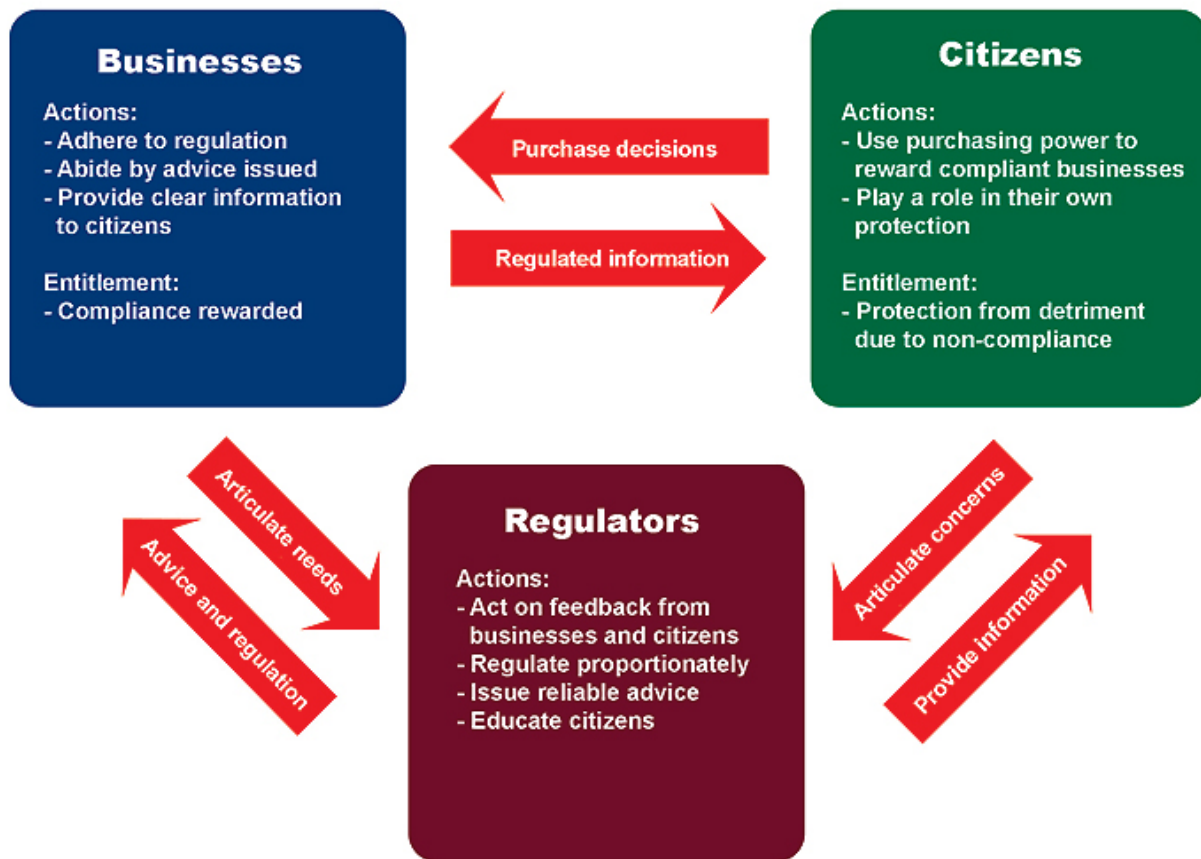 Businesses
Actions:
- Adhere to regulation
- Abide by advice issued
- Provide clear information
to citizens
Entitlement:
- Compliance rewarded
Purchase decisions
Regulated information
Citizens
Actions:
- Use purchasing power to
reward compliant businesses
- Play a role in their own
protection
Entitlement:
- Protection from detriment
due to non-compliance
Articulate needs
Advice and regulation
Regulators
Actions:
- Act on feedback from
businesses and citizens
- Regulate proportionately
- Issue reliable advice
- Educate citizens
Articulate concerns
Provide information